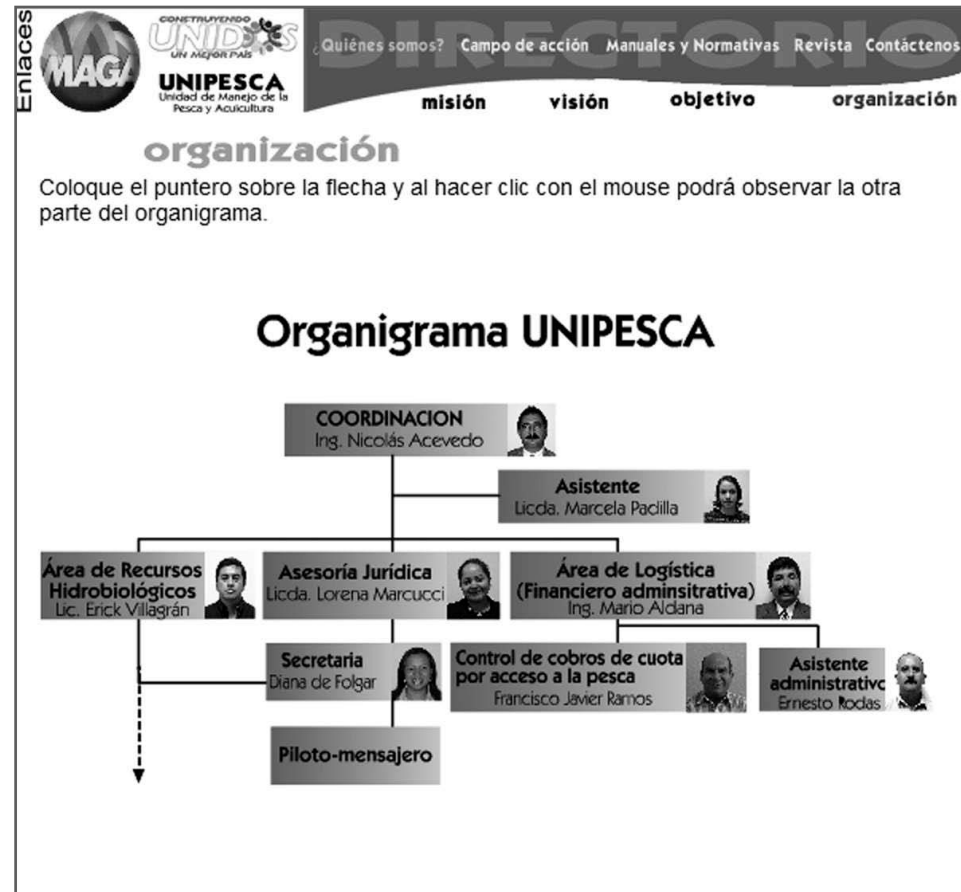 Enlaces
MAGA
CONSTRUYENDO
UNIDOS
UN MEJOR PAÍS
UNIPESCA
Unidad de Manejo de la
Pesca y Acuicultura
DIRECTORIO
¿Quiénes somos? Campo de acción Manuales y Normativas Revista Contáctenos
misión visión objetivo organización
organización
Coloque el puntero sobre la flecha y al hacer clic con el mouse podrá observar la otra
parte del organigrama.
Organigrama UNIPESCA
COORDINACION
Ing. Nicolás Acevedo
Asistente
Licda. Marcela Padilla
Área de Recursos
Hidrobiológicos
Lic. Erick Villagrán
Asesoría Jurídica
Licda. Lorena Marcucci
Área de Logística
(Financiero adminsitrativa)
Ing. Mario Aldana
Secretaria
Diana de Folgar
Control de cobros de cuota
por acceso a la pesca
Francisco Javier Ramos
Asistente
administrativo
Ernesto Rodas
Piloto-mensajero